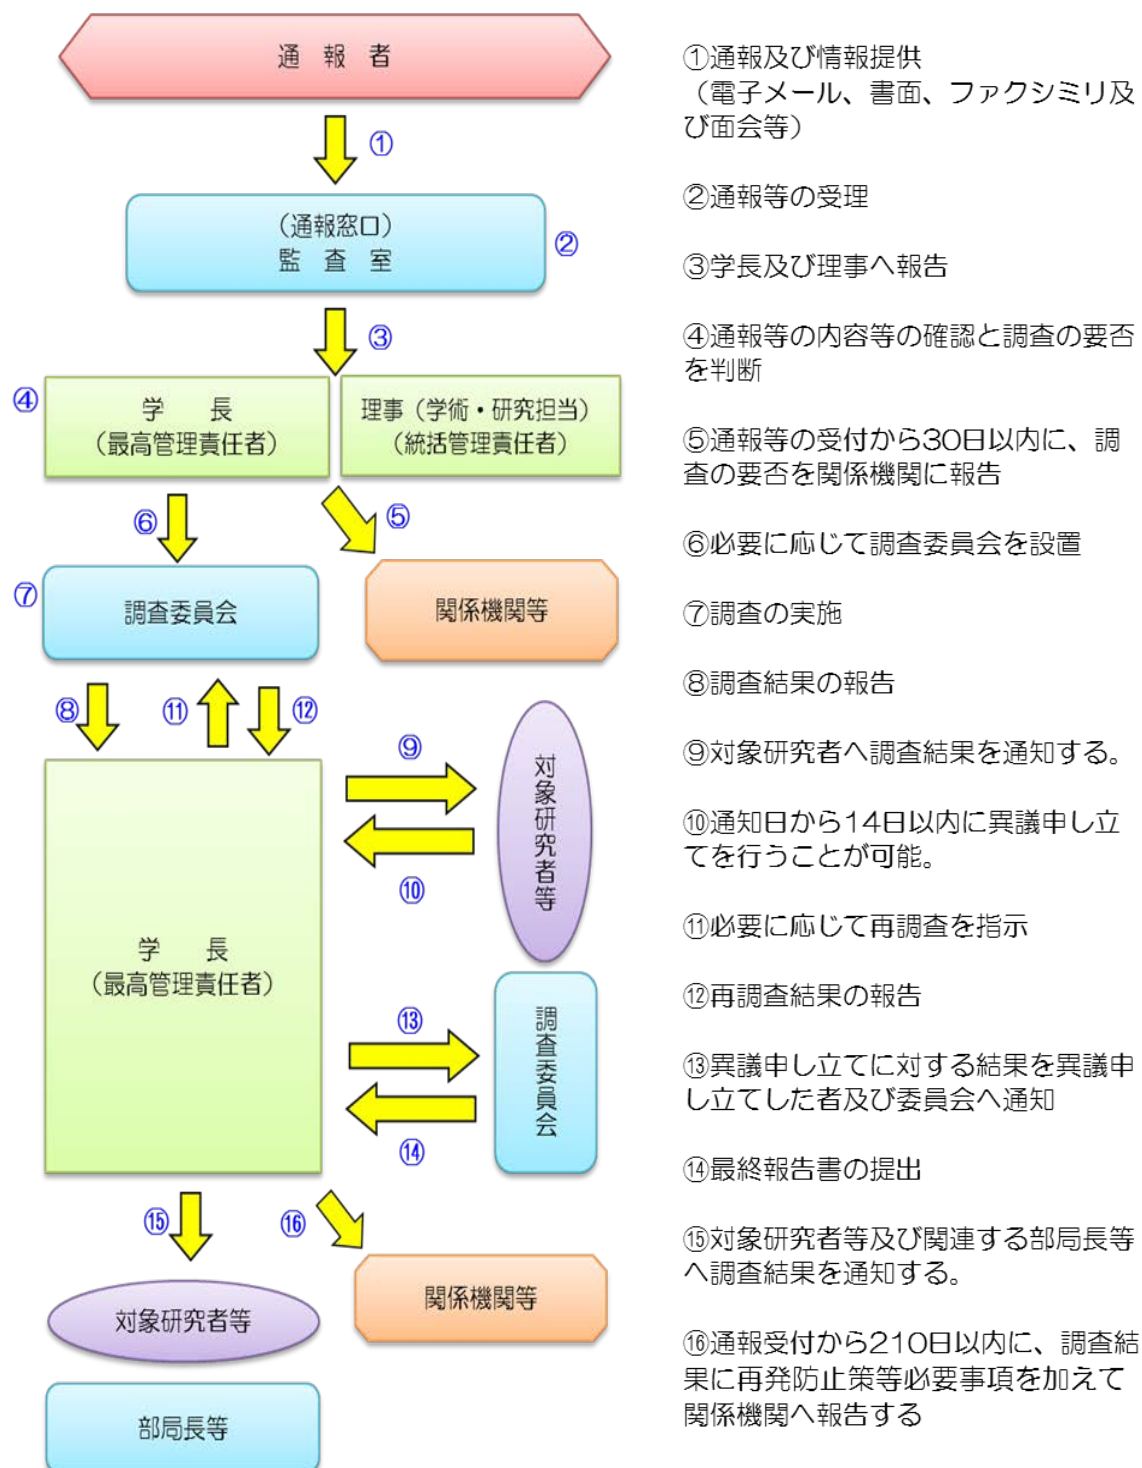 通 報 者
①
（通報窓口）
監 査 室
②
③
④
学 長
（最高管理責任者）
理事（学術・研究担当）
（統括管理責任者）
⑥
⑤
⑦
調査委員会
関係機関等
⑧
⑪
⑫
⑨
対象研究者等
⑩
学 長
（最高管理責任者）
⑬
調査委員会
⑭
⑮
⑯
対象研究者等
関係機関等
部局長等
①通報及び情報提供
（電子メール、書面、ファクシミリ及
び面会等）
②通報等の受理
③学長及び理事へ報告
④通報等の内容等の確認と調査の要否
を判断
⑤通報等の受付から30日以内に、調
査の要否を関係機関に報告
⑥必要に応じて調査委員会を設置
⑦調査の実施
⑧調査結果の報告
⑨対象研究者へ調査結果を通知する。
⑩通知日から14日以内に異議申し立
てを行うことが可能。
⑪必要に応じて再調査を指示
⑫再調査結果の報告
⑬異議申し立てに対する結果を異議申
し立てした者及び委員会へ通知
⑭最終報告書の提出
⑮対象研究者等及び関連する部局長等
へ調査結果を通知する。
⑯通報受付から210日以内に、調査結
果に再発防止策等必要事項を加えて
関係機関へ報告する